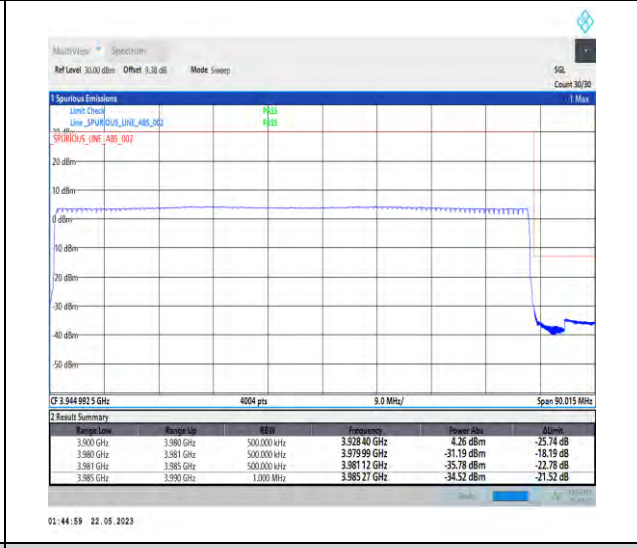 MultiView Spectrum
Ref Level 30.00 dBm Offset 9.38 dB Mode Sweep SGL
Count 30/30
1 Spurious Emissions 1 Max
Limit Check PASS
Line _SPURIOUS_LINE_ABS_002 PASS
_SPURIOUS_LINE_ABS_002
20 dBm
10 dBm
0 dBm
-10 dBm
-20 dBm
-30 dBm
-40 dBm
-50 dBm
CF 3.944 992 5 GHz 4004 pts 9.0 MHz/ Span 90.015 MHz
2 Result Summary
Range Low Range Up RBW Frequency Power Abs ΔLimit
3.900 GHz 3.980 GHz 500.000 kHz 3.928 40 GHz 4.26 dBm -25.74 dB
3.980 GHz 3.981 GHz 500.000 kHz 3.979 99 GHz -31.19 dBm -18.19 dB
3.981 GHz 3.985 GHz 500.000 kHz 3.981 12 GHz -35.78 dBm -22.78 dB
3.985 GHz 3.990 GHz 1.000 MHz 3.985 27 GHz -34.52 dBm -21.52 dB
01:44:59 22.05.2023